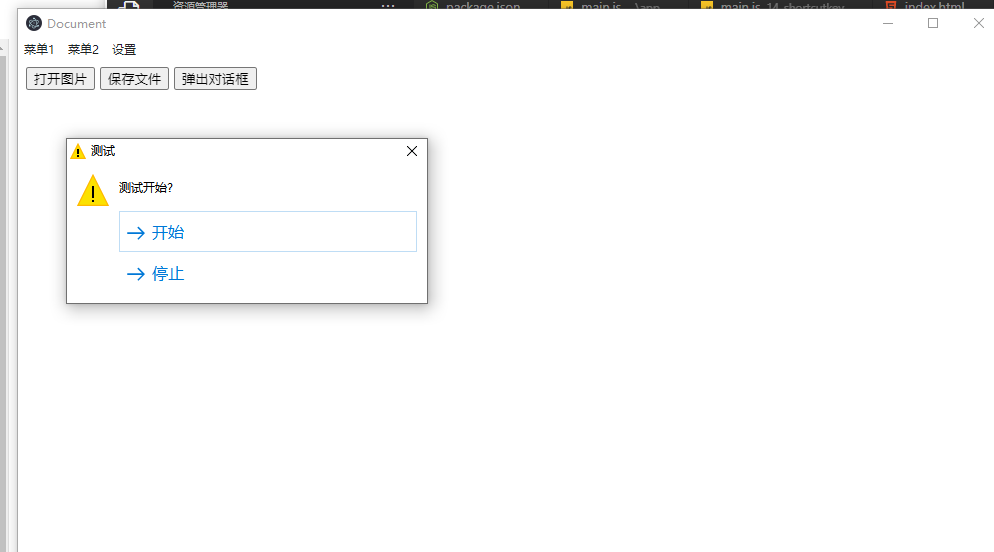 资源管理器 ... package.json main.js ..\app main.js 14_shortcutkey index.html
Document
菜单1 菜单2 设置
打开图片 保存文件 弹出对话框
测试
测试开始?
→ 开始
→ 停止